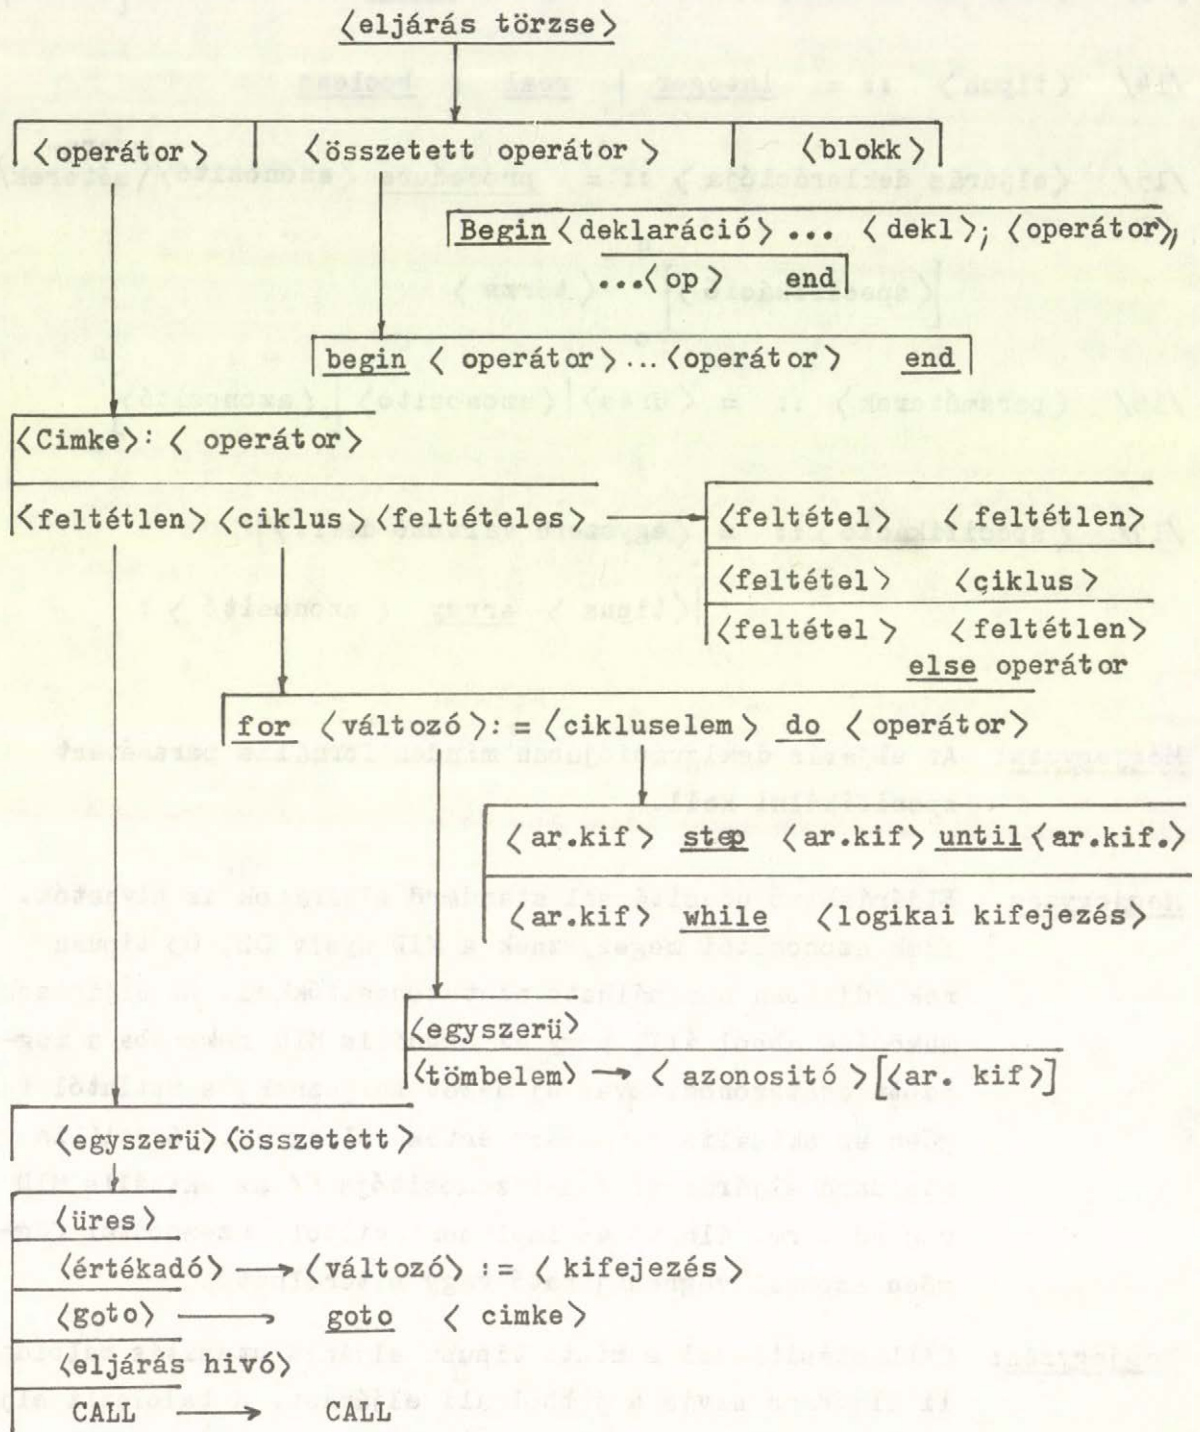 〈eljárás törzse〉
〈operátor〉 〈összetett operátor〉 〈blokk〉
Begin〈deklaráció〉... 〈dekl〉; 〈operátor〉,
...〈op〉 end
begin 〈operátor〉...〈operátor〉 end
〈Cimke〉:〈operátor〉
〈feltétlen〉〈ciklus〉〈feltételes〉
〈feltétel〉 〈feltétlen〉
〈feltétel〉 〈ciklus〉
〈feltétel〉 〈feltétlen〉
else operátor
for 〈változó〉:=〈cikluselem〉 do 〈operátor〉
〈ar.kif〉 step 〈ar.kif〉 until〈ar.kif.〉
〈ar.kif〉 while 〈logikai kifejezés〉
〈egyszerü〉
〈tömbelem〉 → 〈azonositó〉[〈ar. kif〉]
〈egyszerü〉〈összetett〉
〈üres〉
〈értékadó〉 → 〈változó〉 := 〈kifejezés〉
〈goto〉 → goto 〈cimke〉
〈eljárás hivó〉
CALL → CALL